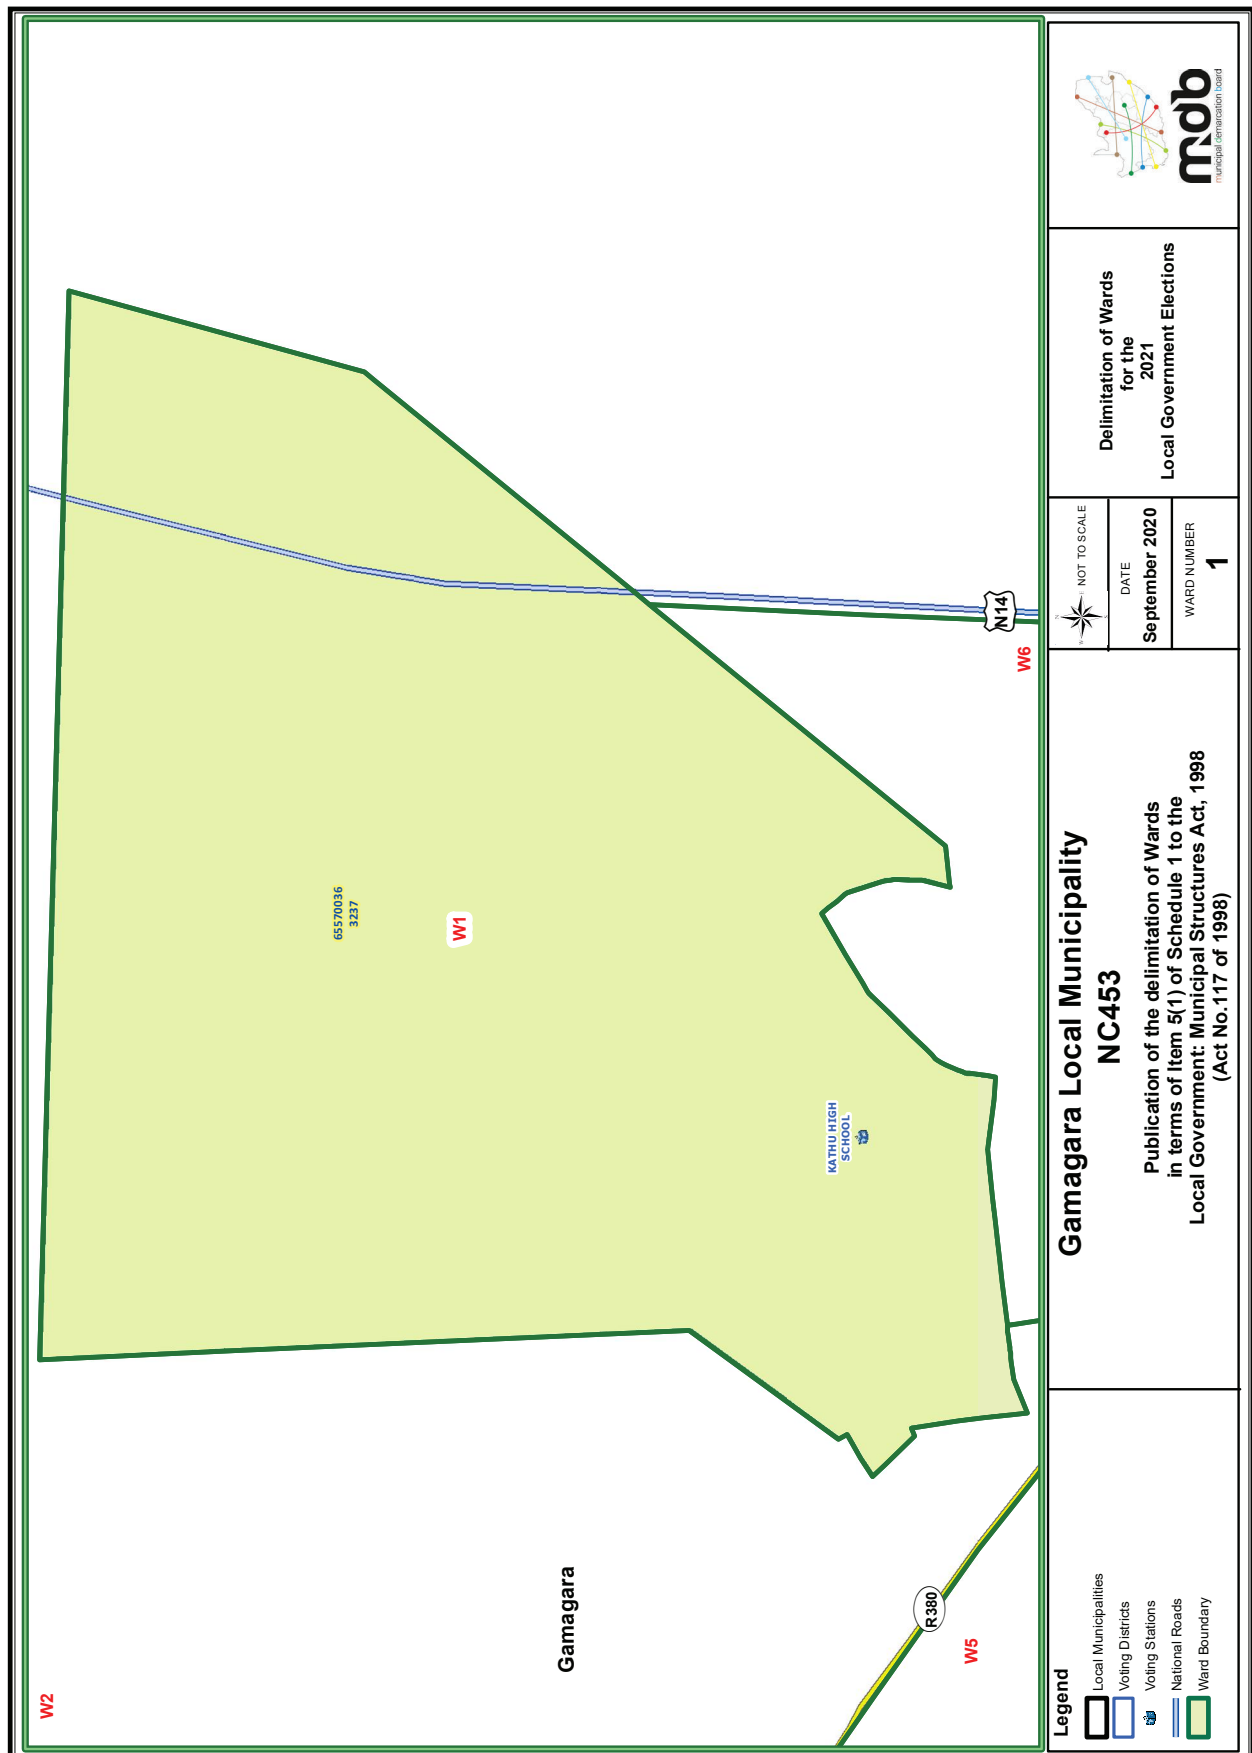 W2
Gamagara
65570036
3237
W1
KATHU HIGH
SCHOOL
R380
W5
N14
W6
Legend
Local Municipalities
Voting Districts
Voting Stations
National Roads
Ward Boundary
Gamagara Local Municipality
NC453
Publication of the delimitation of Wards
in terms of Item 5(1) of Schedule 1 to the
Local Government: Municipal Structures Act, 1998
(Act No.117 of 1998)
N
W
E
S
NOT TO SCALE
DATE
September 2020
WARD NUMBER
1
Delimitation of Wards
for the
2021
Local Government Elections
mdb
municipal demarcation board